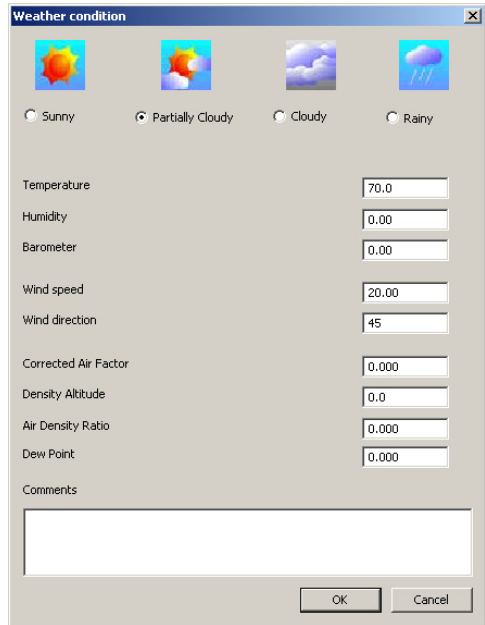 Weather condition
Sunny Partially Cloudy Cloudy Rainy
Temperature 70.0
Humidity 0.00
Barometer 0.00
Wind speed 20.00
Wind direction 45
Corrected Air Factor 0.000
Density Altitude 0.0
Air Density Ratio 0.000
Dew Point 0.000
Comments
OK Cancel